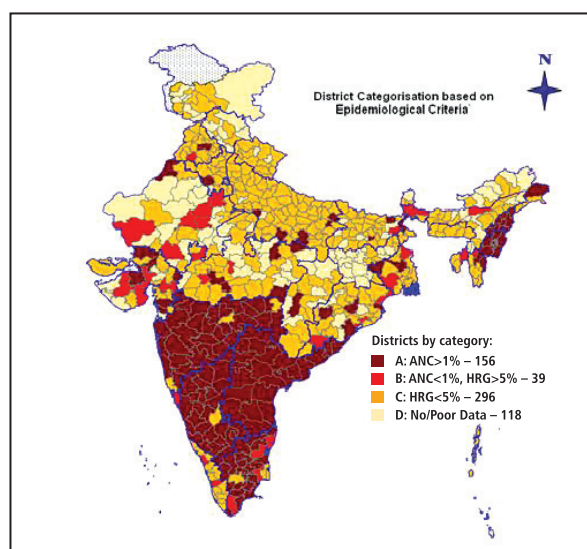 N
District Categorisation based on
Epidemiological Criteria
Districts by category:
A: ANC>1% – 156
B: ANC<1%, HRG>5% – 39
C: HRG<5% – 296
D: No/Poor Data – 118